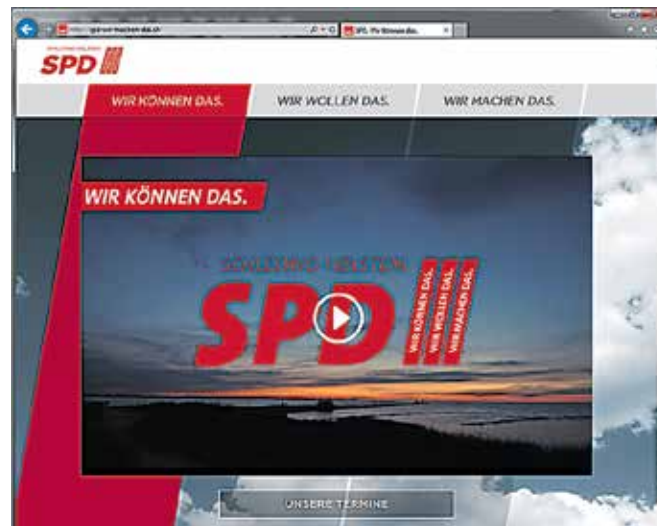 SPD
WIR KÖNNEN DAS.
WIR WOLLEN DAS.
WIR MACHEN DAS.
WIR KÖNNEN DAS.
SCHLESWIG-HOLSTEIN
SPD
WIR KÖNNEN DAS.
WIR WOLLEN DAS.
WIR MACHEN DAS.
UNSERE TERMINE